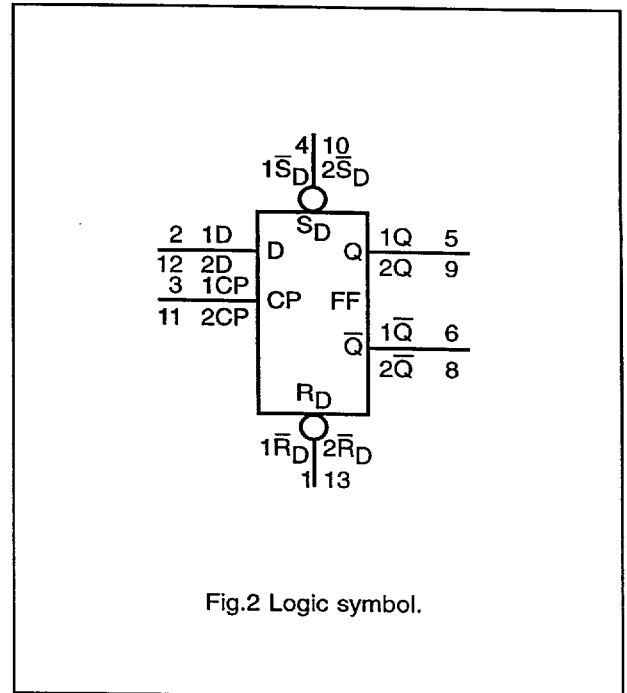 4 10
1S̅D 2S̅D
SD
2 1D
D
Q
1Q 5
12 2D
2Q 9
3 1CP
CP
FF
11 2CP
Q̅
1Q̅ 6
2Q̅ 8
RD
1R̅D 2R̅D
1 13
Fig.2 Logic symbol.